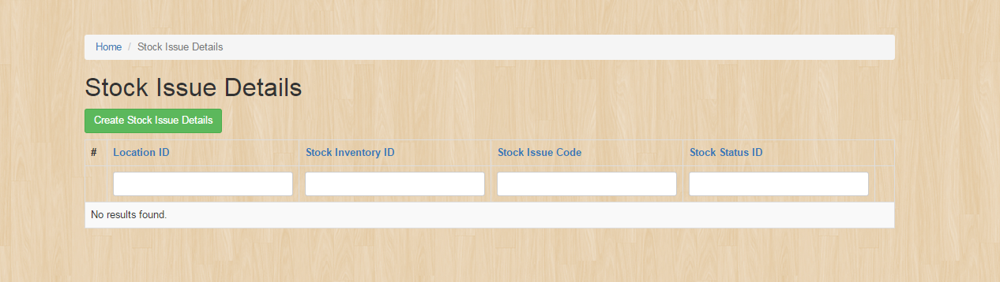 Home / Stock Issue Details
Stock Issue Details
Create Stock Issue Details
# Location ID Stock Inventory ID Stock Issue Code Stock Status ID
No results found.